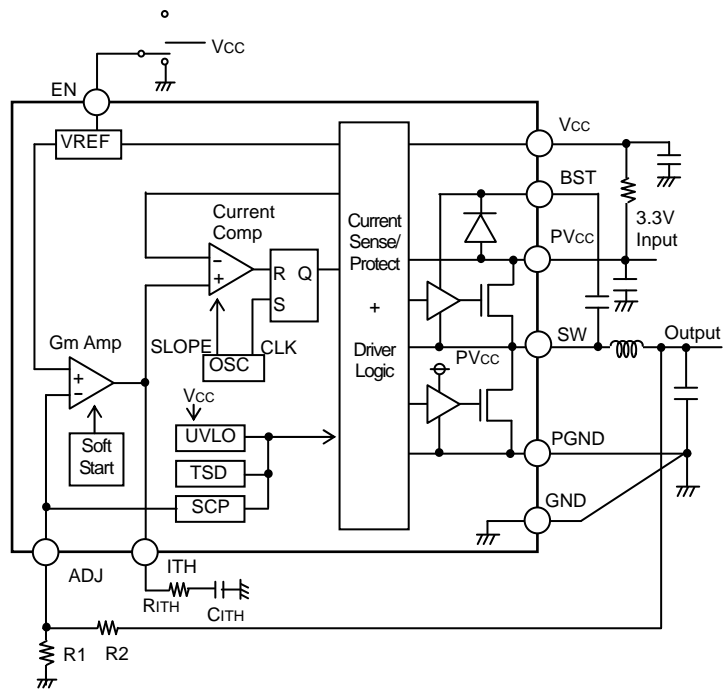 VCC
EN
VREF
VCC
BST
3.3V
Input
PVCC
Current
Comp
Current
Sense/
Protect
+
Driver
Logic
R Q
S
SLOPE
OSC
CLK
Gm Amp
+
-
-
+
SW
Output
PVCC
VCC
Soft
Start
UVLO
TSD
SCP
PGND
GND
ADJ
ITH
RITH
CITH
R1
R2